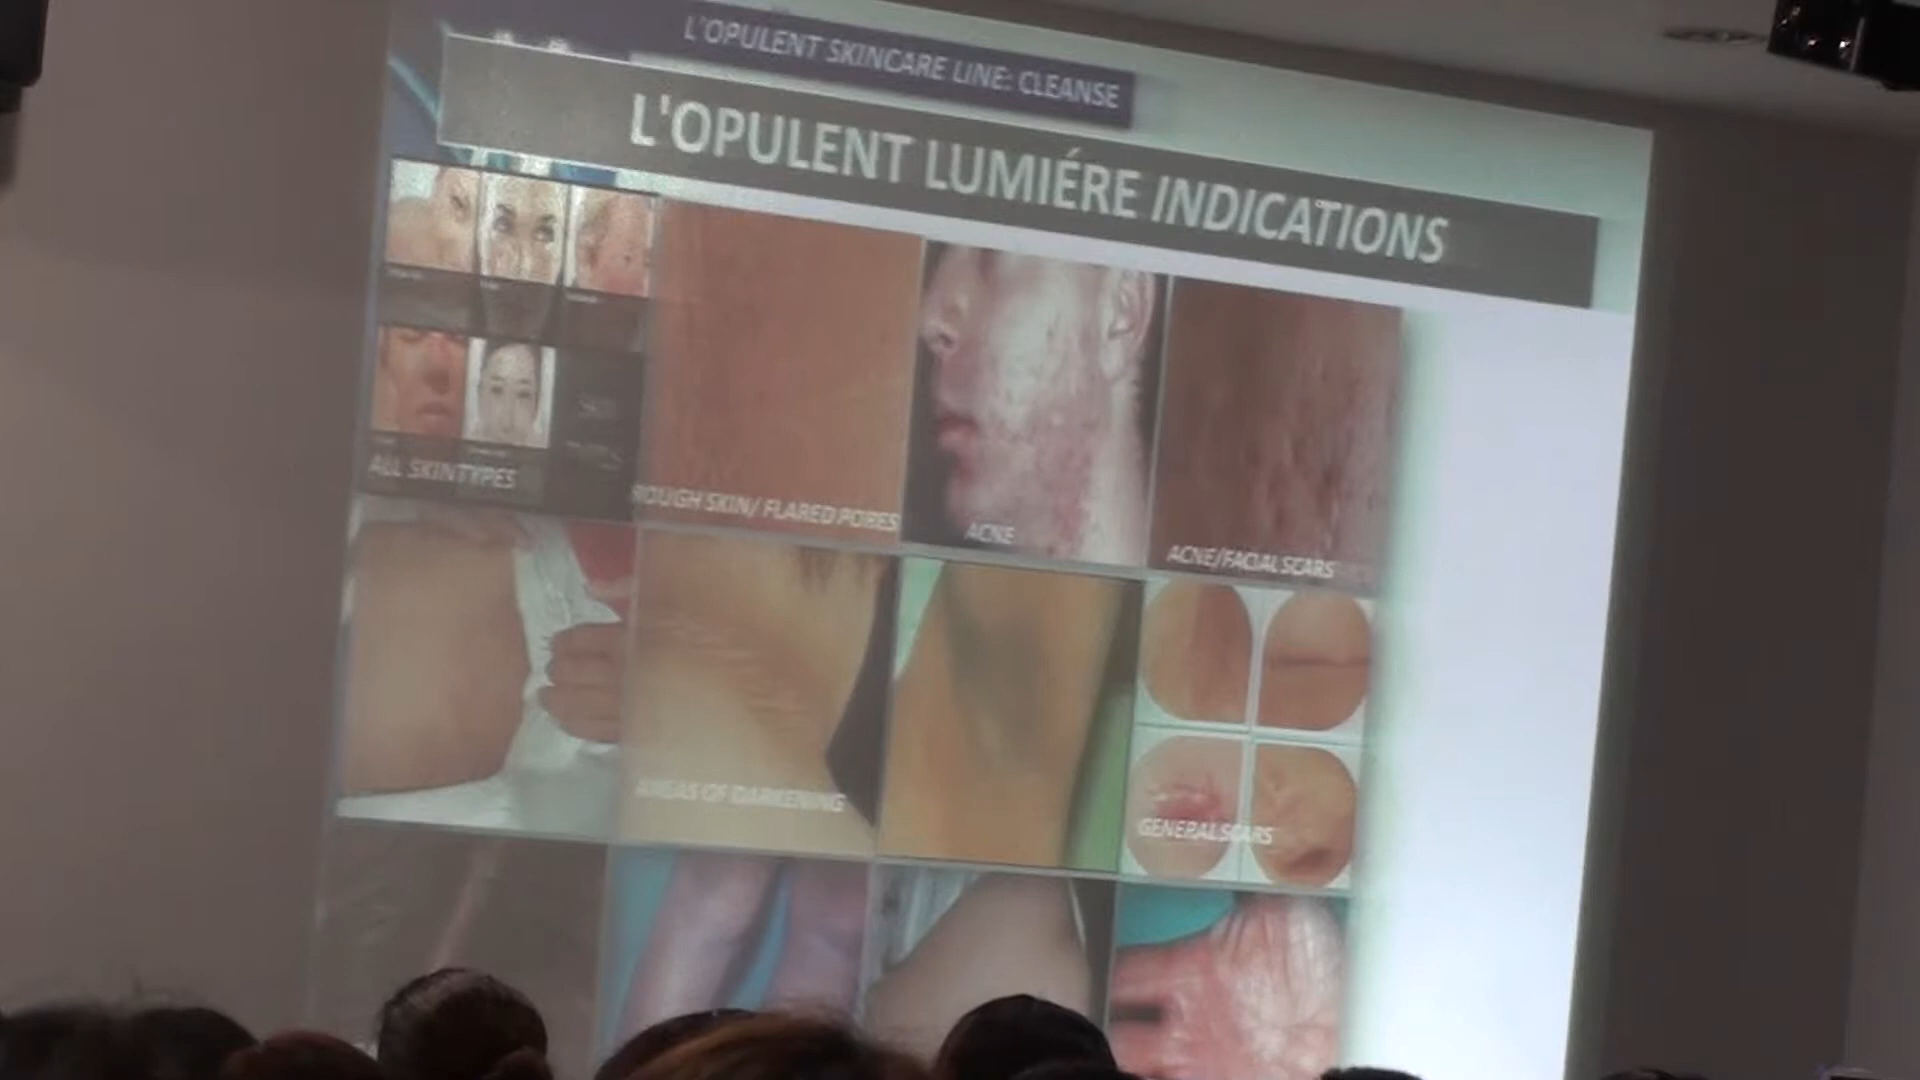 L'OPULENT SKINCARE LINE: CLEANSE
L'OPULENT LUMIÉRE INDICATIONS
ALL SKINTYPES
ROUGH SKIN/ FLARED PORES
ACNE
ACNE/FACIAL SCARS
AREAS OF DARKENING
GENERAL SCARS